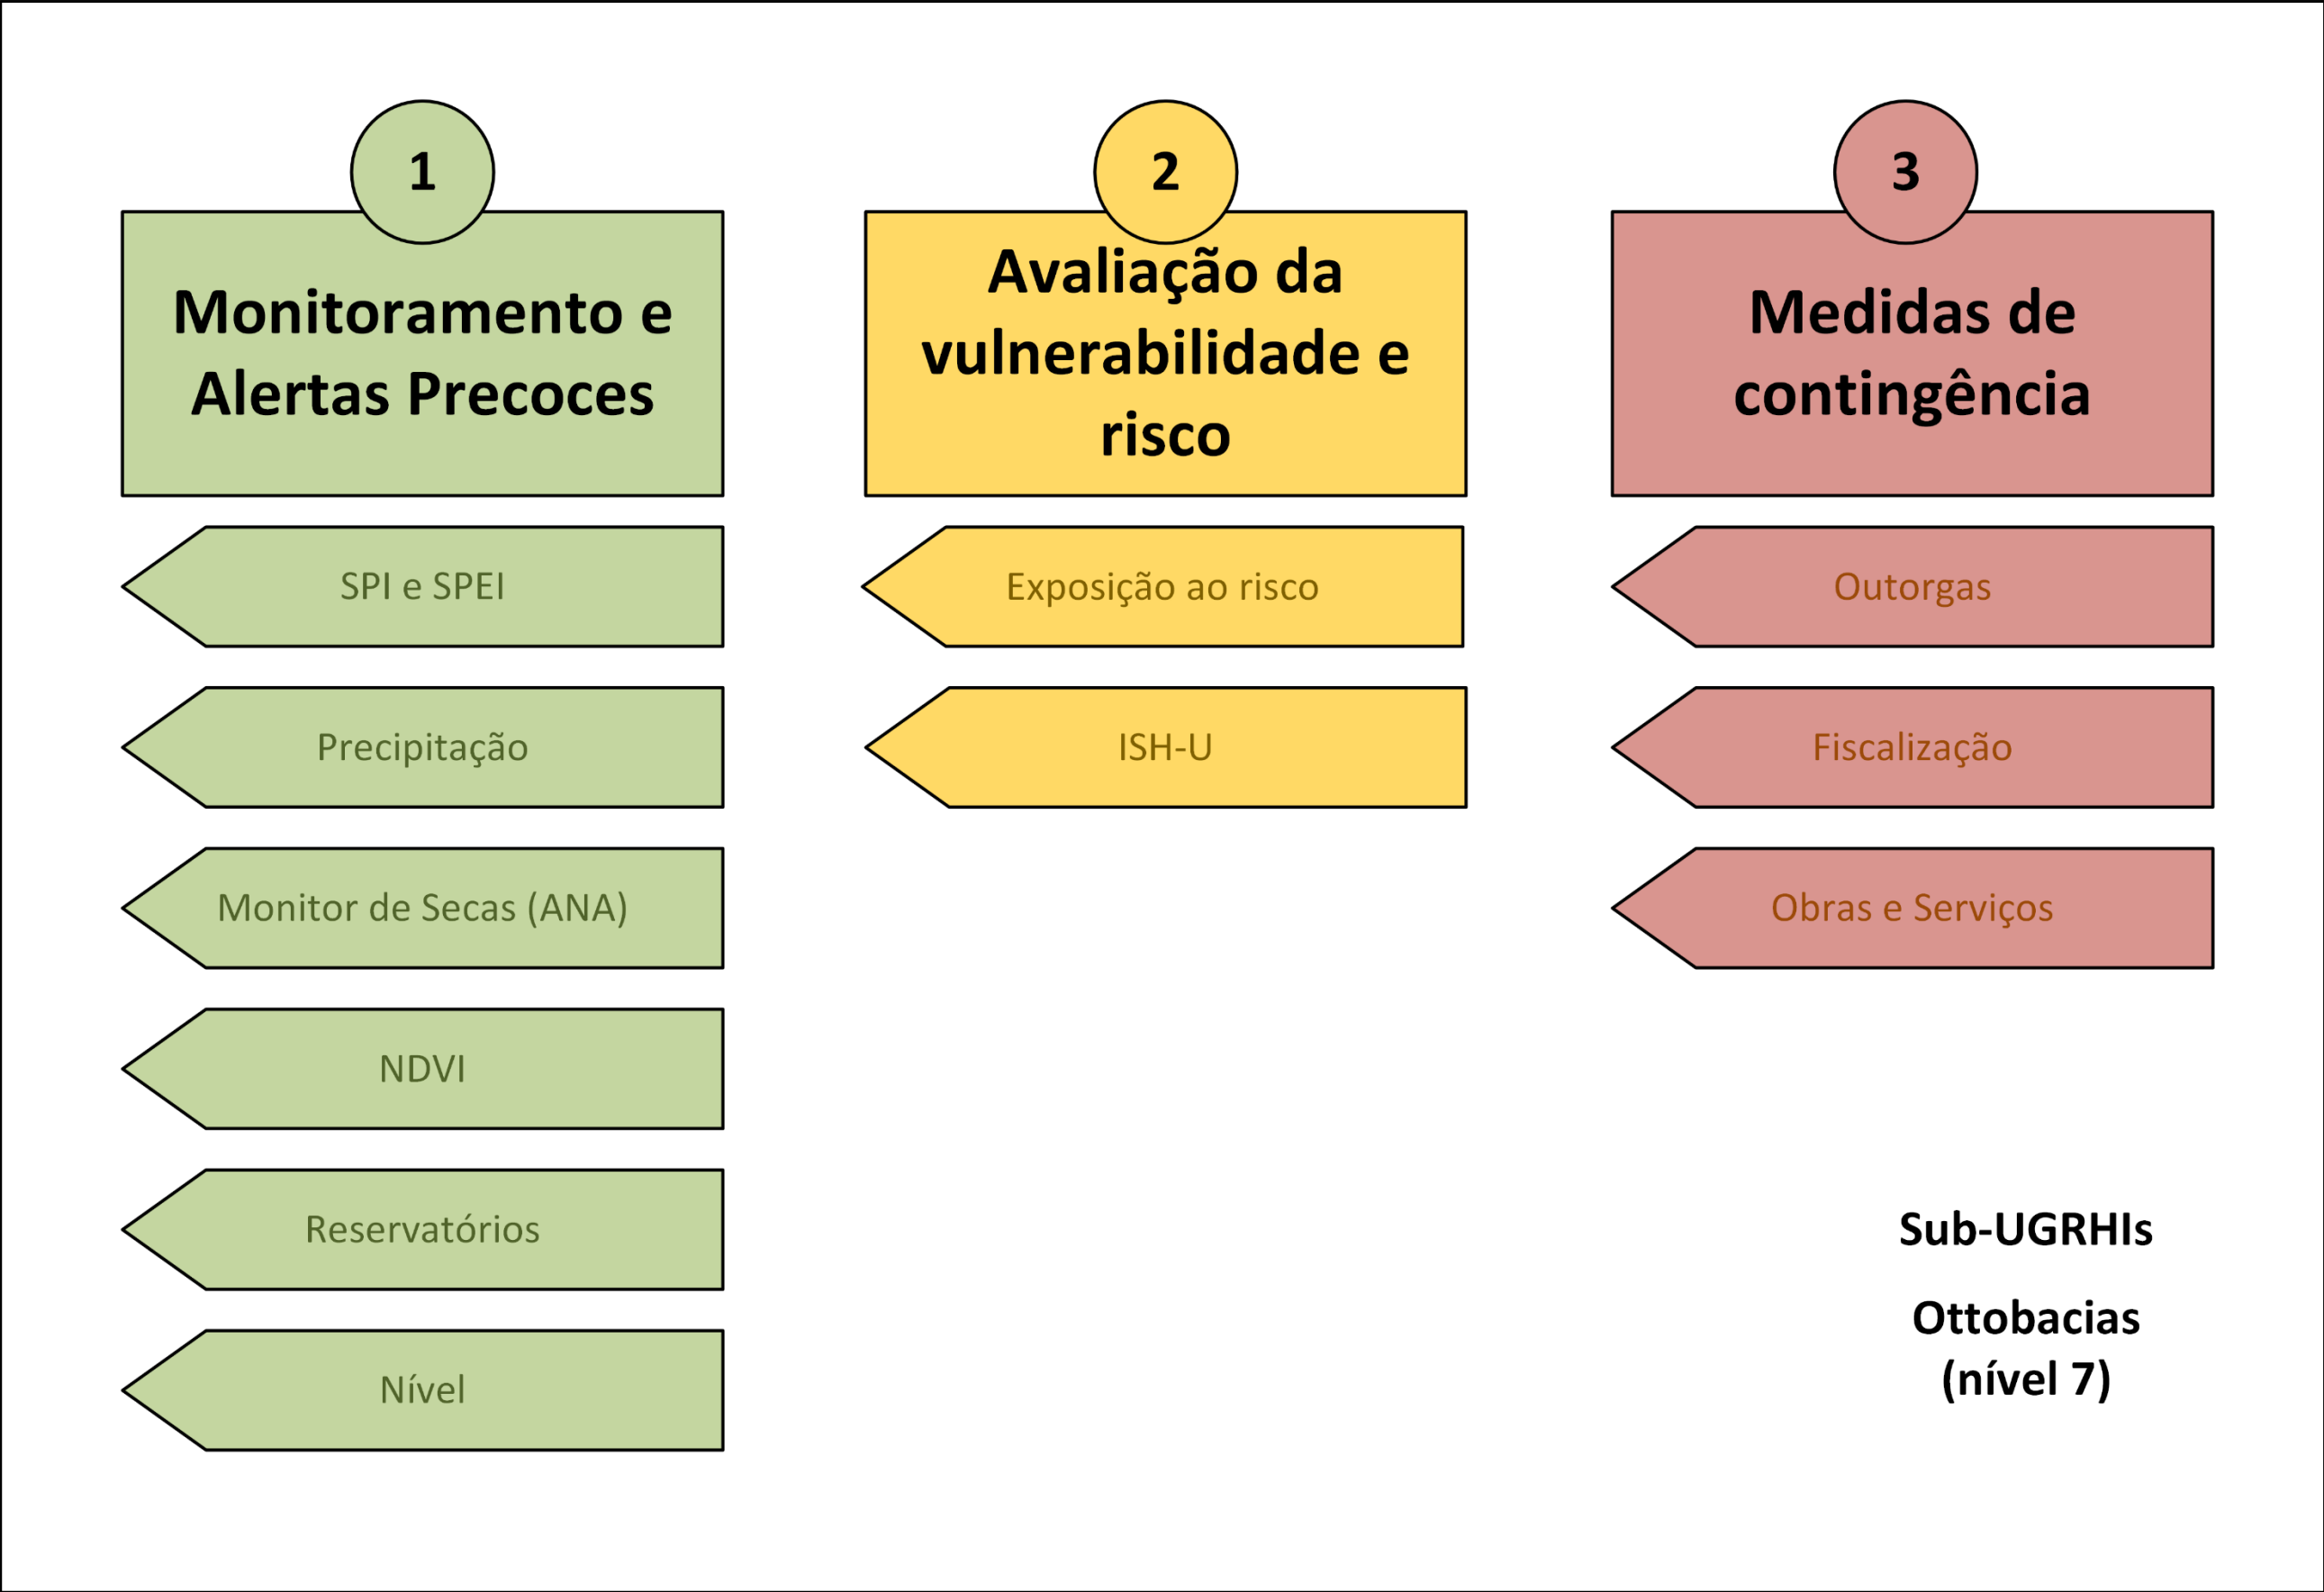 1
Monitoramento e
Alertas Precoces
SPI e SPEI
Precipitação
Monitor de Secas (ANA)
NDVI
Reservatórios
Nível
2
Avaliação da
vulnerabilidade e
risco
Exposição ao risco
ISH-U
3
Medidas de
contingência
Outorgas
Fiscalização
Obras e Serviços
Sub-UGRHIs
Ottobacias
(nível 7)